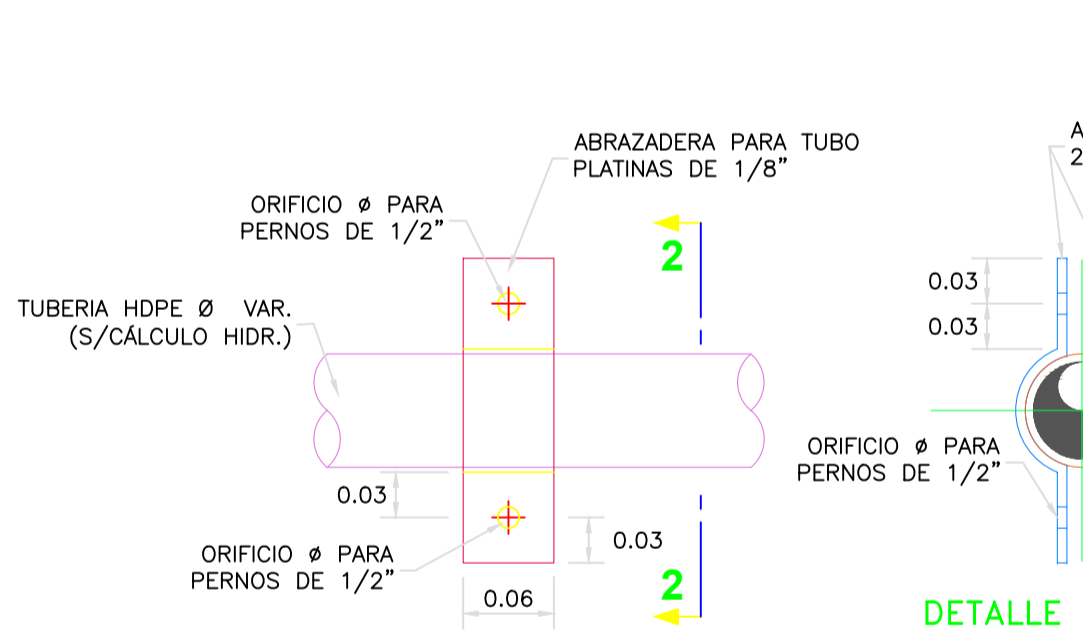 ABRAZADERA PARA TUBO
PLATINAS DE 1/8”
ORIFICIO ø PARA
PERNOS DE 1/2”
2
TUBERIA HDPE Ø VAR.
(S/CÁLCULO HIDR.)
0.03
ORIFICIO ø PARA
PERNOS DE 1/2”
0.03
0.06
2
A
2
0.03
0.03
ORIFICIO ø PARA
PERNOS DE 1/2”
DETALLE